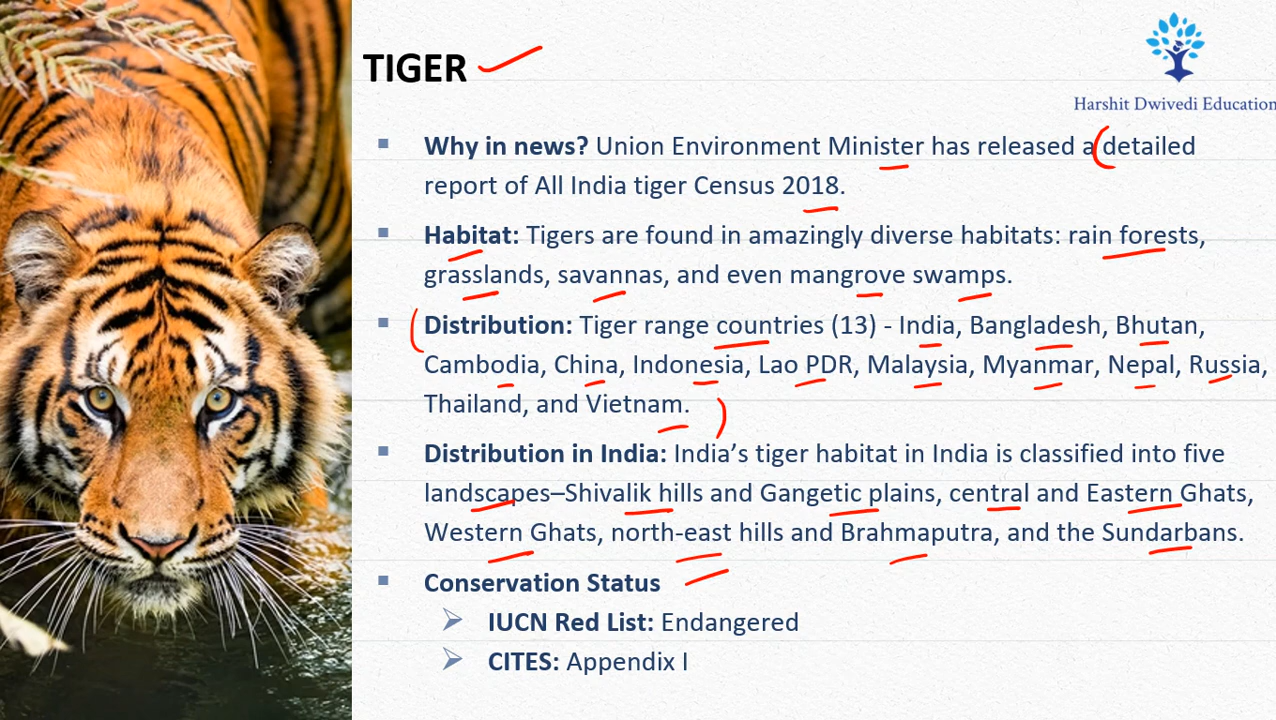 TIGER
Harshit Dwivedi Education
▪ Why in news? Union Environment Minister has released a detailed
report of All India tiger Census 2018.
▪ Habitat: Tigers are found in amazingly diverse habitats: rain forests,
grasslands, savannas, and even mangrove swamps.
▪ Distribution: Tiger range countries (13) - India, Bangladesh, Bhutan,
Cambodia, China, Indonesia, Lao PDR, Malaysia, Myanmar, Nepal, Russia,
Thailand, and Vietnam.
▪ Distribution in India: India’s tiger habitat in India is classified into five
landscapes–Shivalik hills and Gangetic plains, central and Eastern Ghats,
Western Ghats, north-east hills and Brahmaputra, and the Sundarbans.
▪ Conservation Status
➢ IUCN Red List: Endangered
➢ CITES: Appendix I